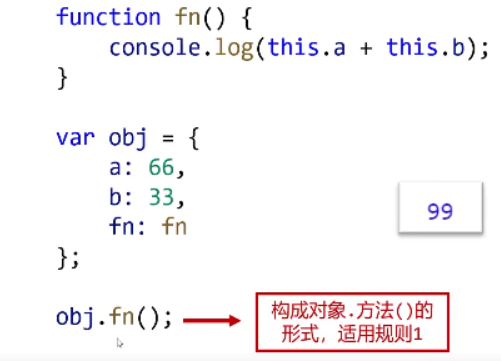 function fn() {
    console.log(this.a + this.b);
}
var obj = {
    a: 66,
    b: 33,
    fn: fn
};
99
obj.fn();
构成对象.方法()的
形式，适用规则1